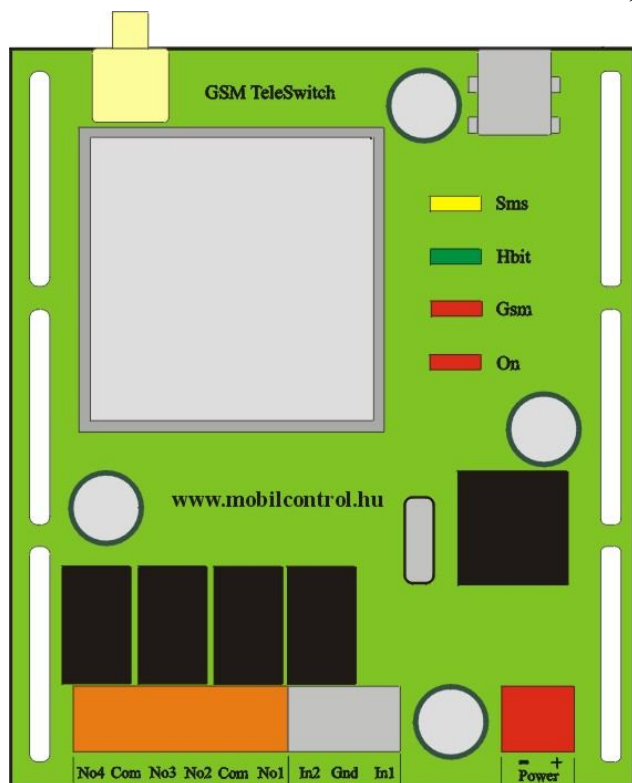 GSM TeleSwitch
Sms
Hbit
Gsm
On
www.mobilcontrol.hu
No4 Com No3 No2 Com No1 In2 Gnd In1
- +
Power